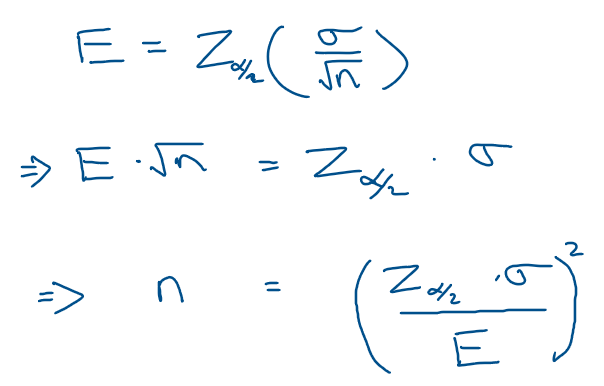 E = Z_{α/2} (σ/√n)
⇒ E · √n = Z_{α/2} · σ
⇒ n = (Z_{α/2} · σ / E)²